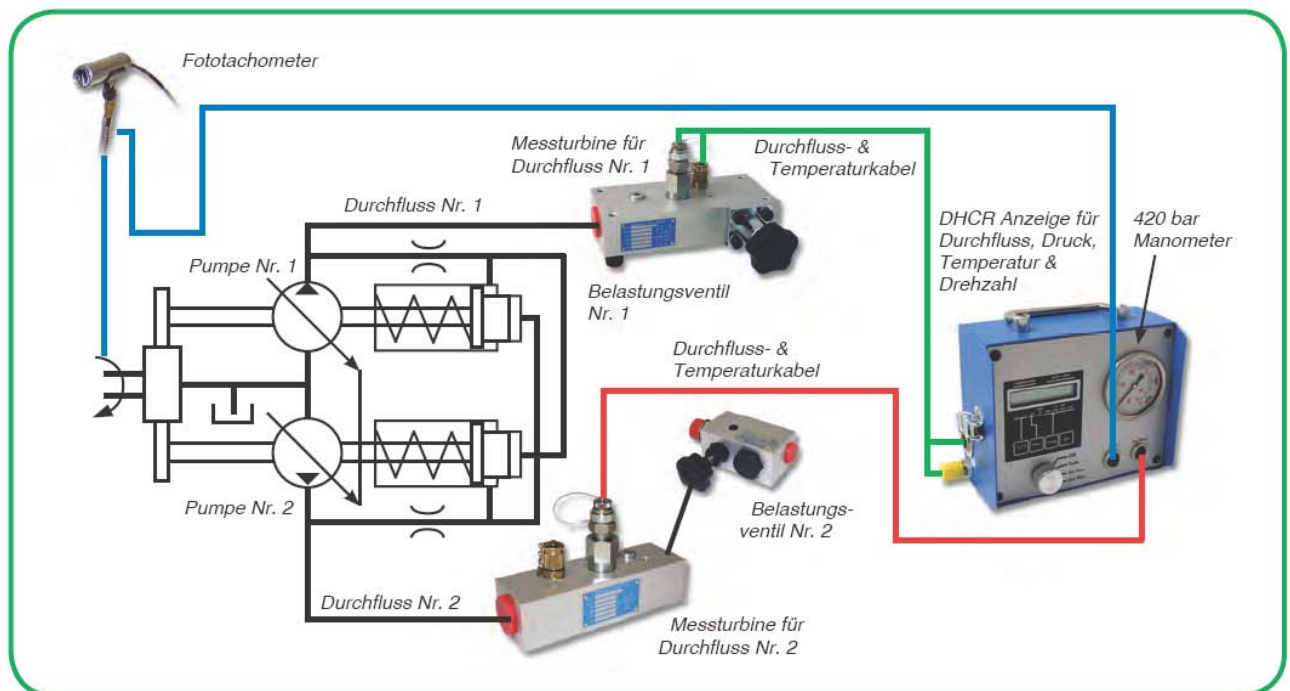 Fototachometer
Messturbine für
Durchfluss Nr. 1
Durchfluss- &
Temperaturkabel
Durchfluss Nr. 1
Pumpe Nr. 1
DHCR Anzeige für
Durchfluss, Druck,
Temperatur &
Drehzahl
420 bar
Manometer
Belastungsventil
Nr. 1
Durchfluss- &
Temperaturkabel
Pumpe Nr. 2
Belastungs-
ventil Nr. 2
Durchfluss Nr. 2
Messturbine für
Durchfluss Nr. 2